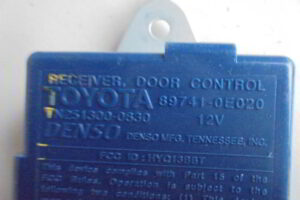 RECEIVER, DOOR CONTROL
TOYOTA 89741-0E020
TN251300-0830 12V
DENSO DENSO MFG. TENNESSEE, INC.
FCC ID: HYQ13BBT
This device complies with Part 15 of the
FCC Rules. Operation is subject to the
following two conditions: (1) This